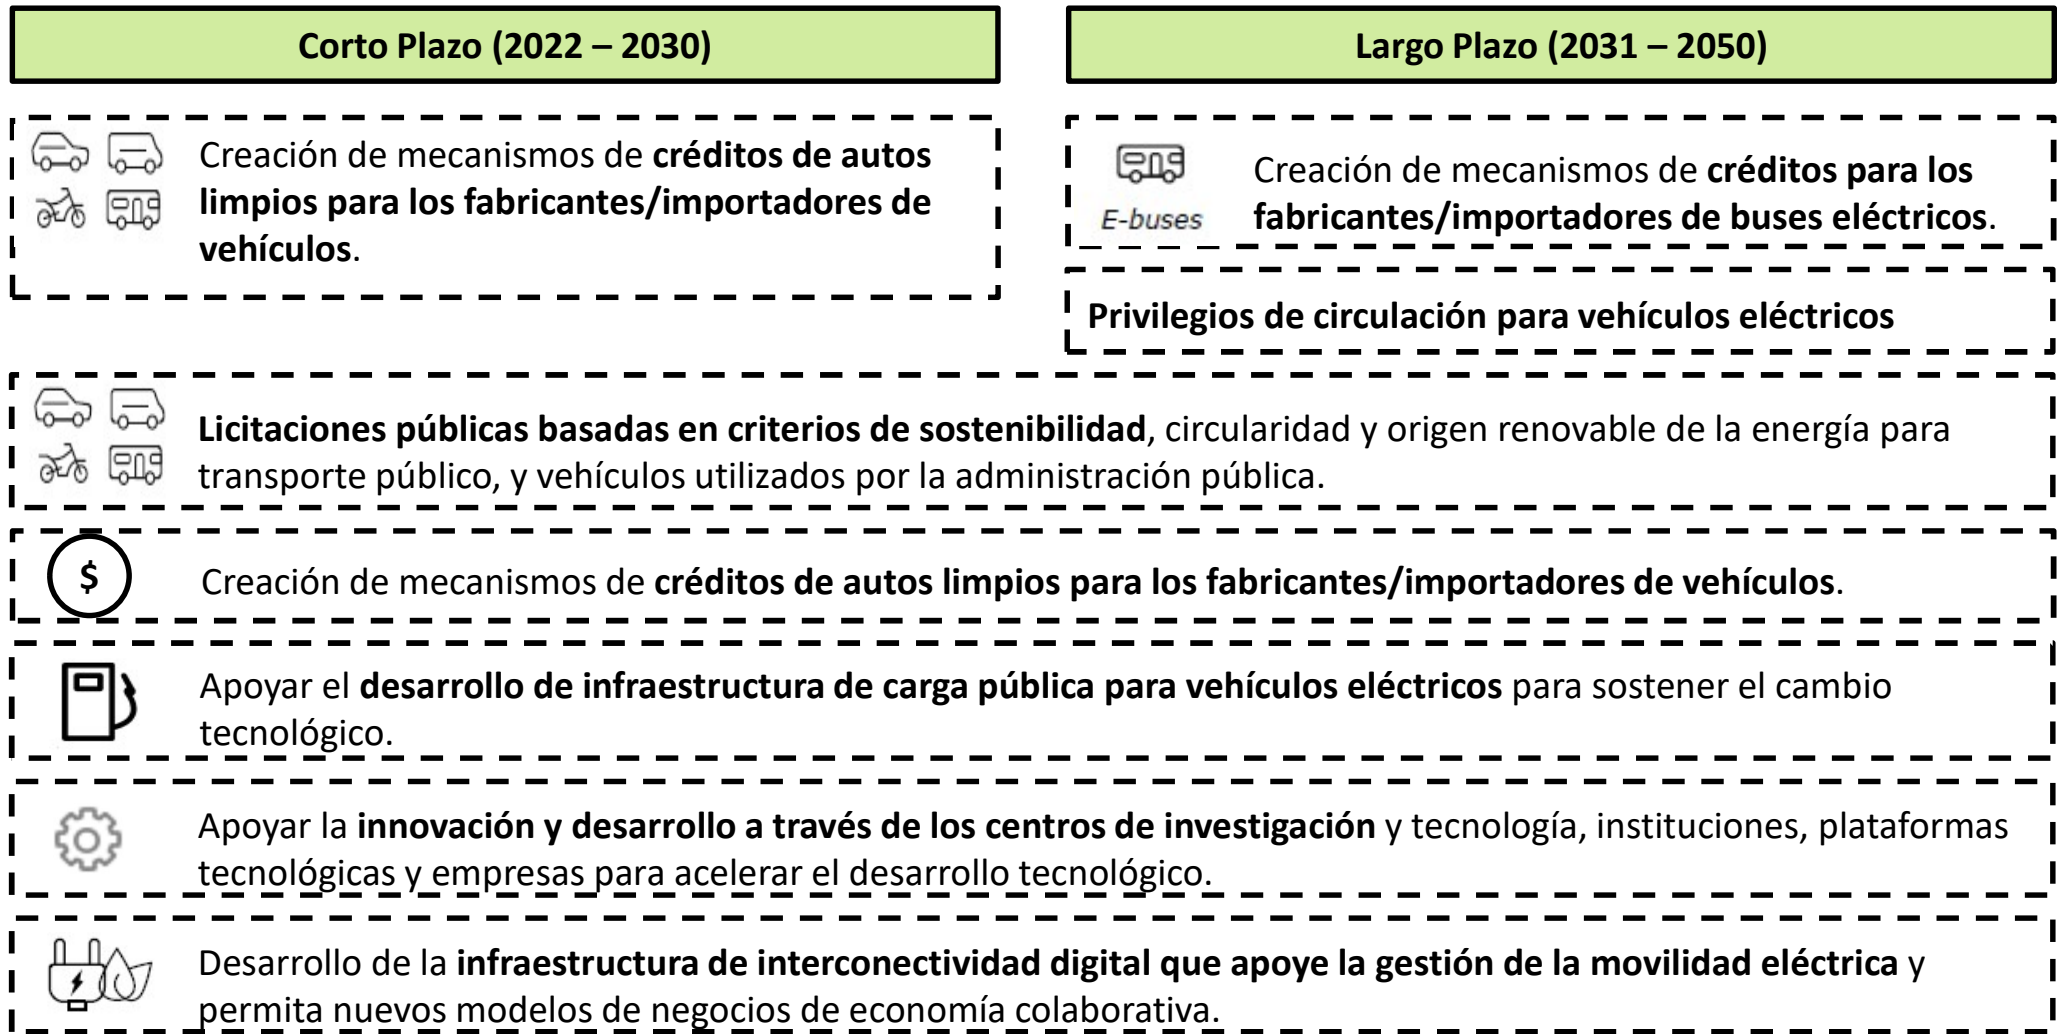 Corto Plazo (2022 – 2030)
Largo Plazo (2031 – 2050)
Creación de mecanismos de créditos de autos
limpios para los fabricantes/importadores de
vehículos.
E-buses
Creación de mecanismos de créditos para los
fabricantes/importadores de buses eléctricos.
Privilegios de circulación para vehículos eléctricos
Licitaciones públicas basadas en criterios de sostenibilidad, circularidad y origen renovable de la energía para
transporte público, y vehículos utilizados por la administración pública.
$
Creación de mecanismos de créditos de autos limpios para los fabricantes/importadores de vehículos.
Apoyar el desarrollo de infraestructura de carga pública para vehículos eléctricos para sostener el cambio
tecnológico.
Apoyar la innovación y desarrollo a través de los centros de investigación y tecnología, instituciones, plataformas
tecnológicas y empresas para acelerar el desarrollo tecnológico.
Desarrollo de la infraestructura de interconectividad digital que apoye la gestión de la movilidad eléctrica y
permita nuevos modelos de negocios de economía colaborativa.